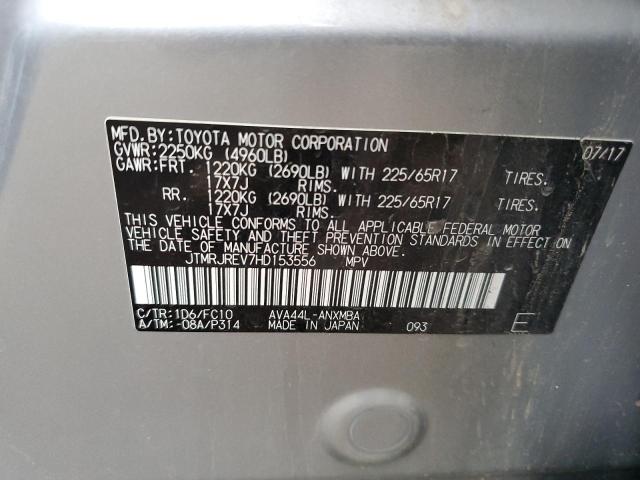 MFD.BY:TOYOTA MOTOR CORPORATION 07/17
GVWR:2250KG (4960LB)
GAWR:FRT. 1220KG (2690LB) WITH 225/65R17 TIRES.
17X7J RIMS.
RR. 1220KG (2690LB) WITH 225/65R17 TIRES.
17X7J RIMS.
THIS VEHICLE CONFORMS TO ALL APPLICABLE FEDERAL MOTOR
VEHICLE SAFETY AND THEFT PREVENTION STANDARDS IN EFFECT
ON THE DATE OF MANUFACTURE SHOWN ABOVE.
JTMRJREV7HD153556 MPV
C/TR:1D6/FC10 AVA44L-ANXMBA
A/TM:-08A/P314 MADE IN JAPAN 093 E